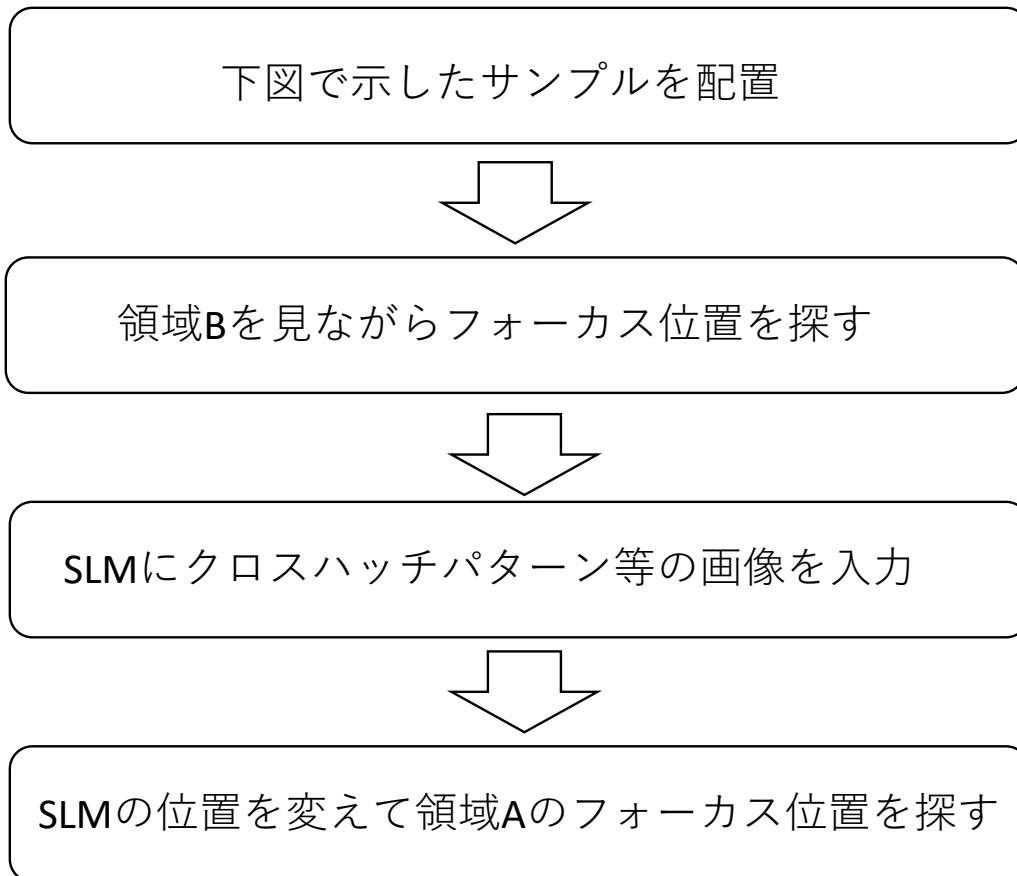 下図で示したサンプルを配置
領域Bを見ながらフォーカス位置を探す
SLMにクロスハッチパターン等の画像を入力
SLMの位置を変えて領域Aのフォーカス位置を探す